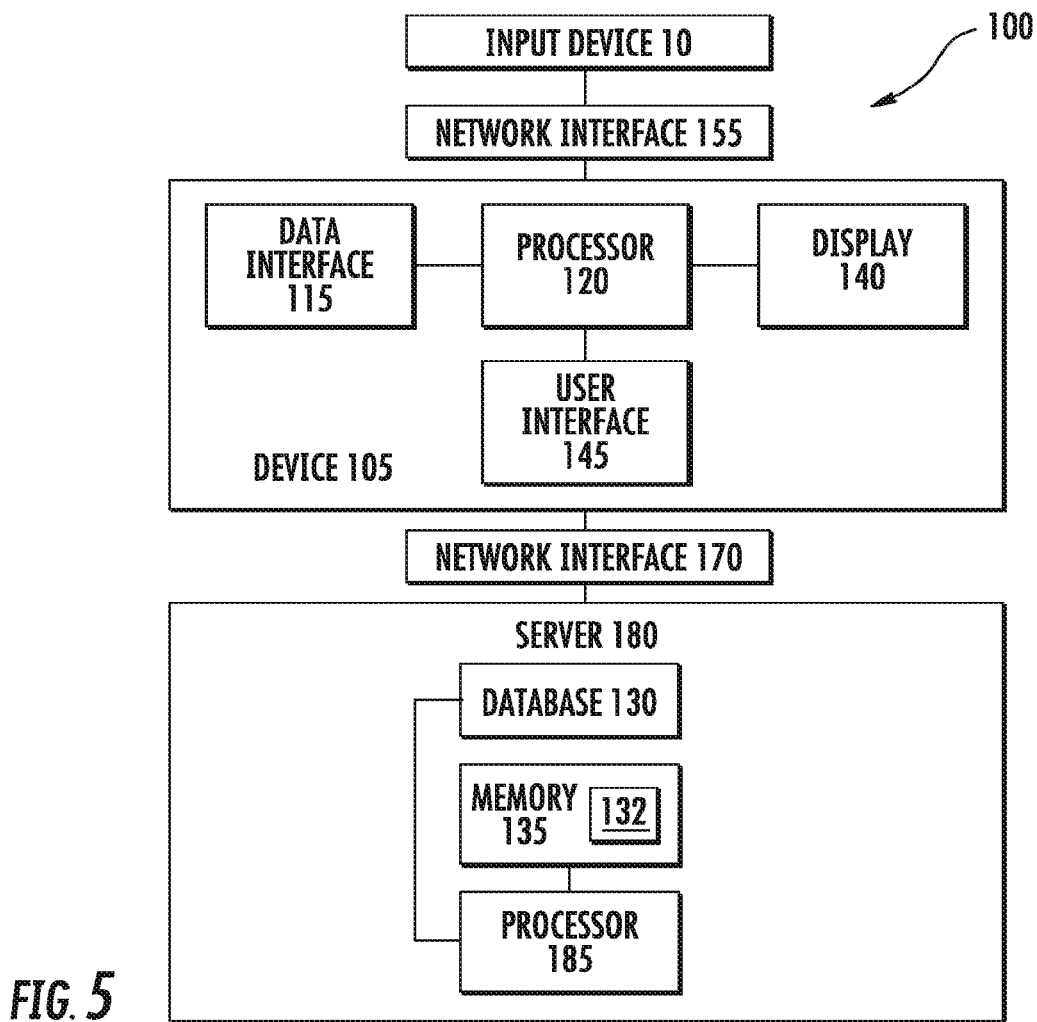 INPUT DEVICE 10
100
NETWORK INTERFACE 155
DATA
INTERFACE
115
PROCESSOR
120
DISPLAY
140
USER
INTERFACE
145
DEVICE 105
NETWORK INTERFACE 170
SERVER 180
DATABASE 130
MEMORY
135
132
PROCESSOR
185
FIG. 5